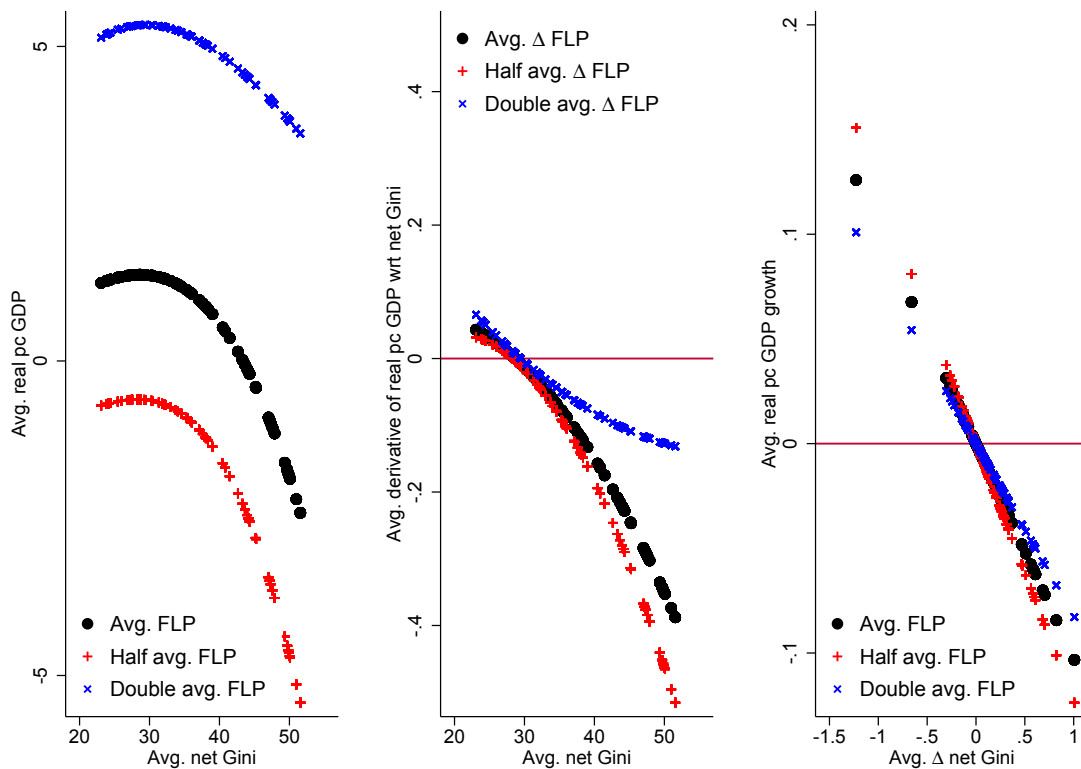 Avg. real pc GDP
5
0
-5
Avg. FLP
Half avg. FLP
Double avg. FLP
20 30 40 50
Avg. net Gini
Avg. derivative of real pc GDP wrt net Gini
.4
.2
0
-.2
-.4
Avg. Δ FLP
Half avg. Δ FLP
Double avg. Δ FLP
20 30 40 50
Avg. net Gini
Avg. real pc GDP growth
.2
.1
0
-.1
Avg. FLP
Half avg. FLP
Double avg. FLP
-1.5 -1 -.5 0 .5 1
Avg. Δ net Gini